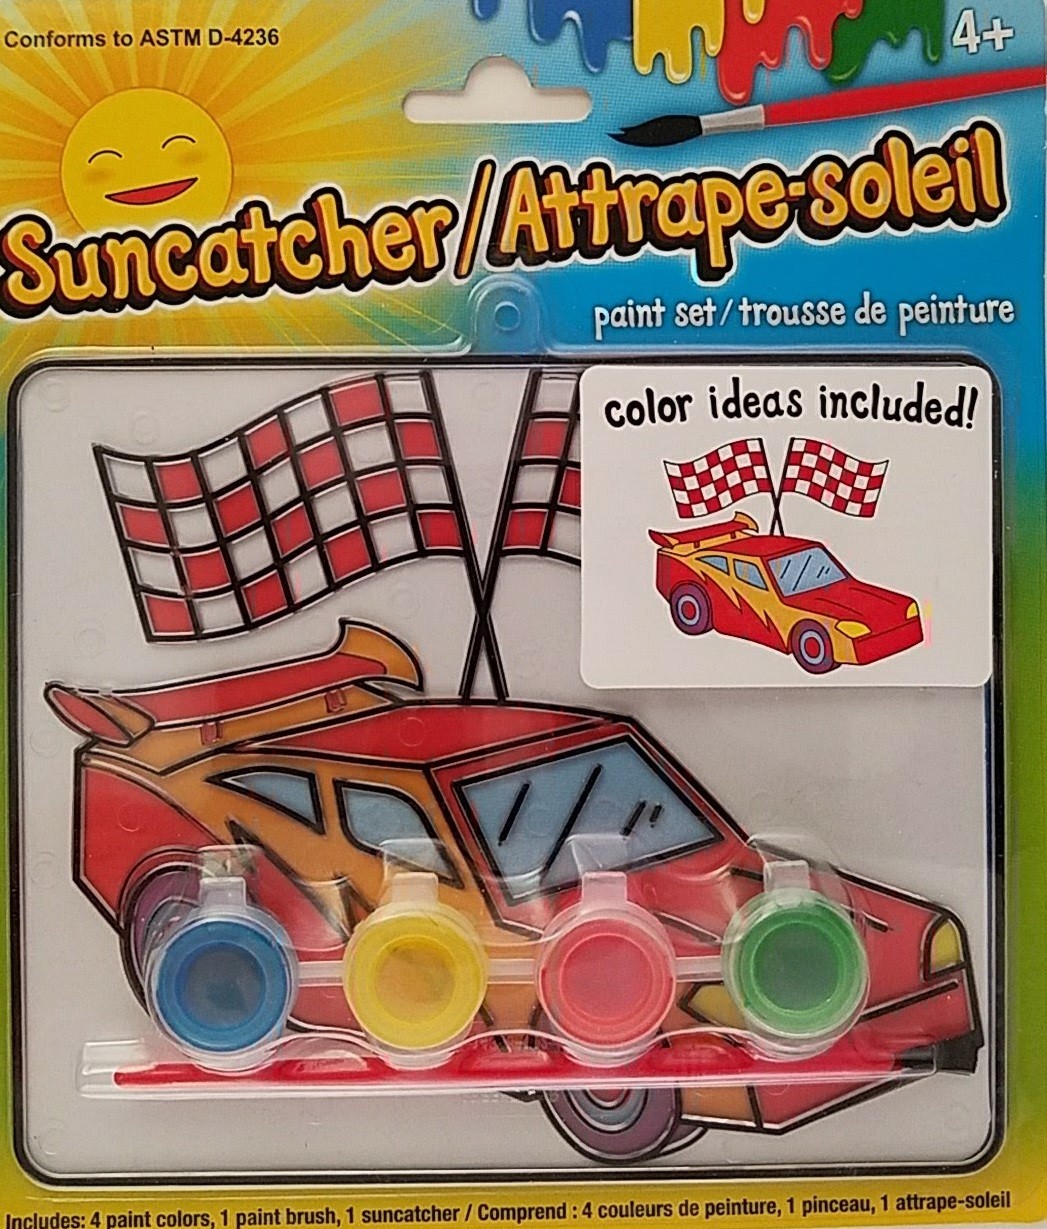 Conforms to ASTM D-4236
4+
Suncatcher/Attrape-soleil
paint set/trousse de peinture
color ideas included!
Includes: 4 paint colors, 1 paint brush, 1 suncatcher / Comprend : 4 couleurs de peinture, 1 pinceau, 1 attrape-soleil